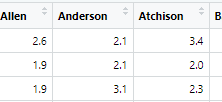 Allen Anderson Atchison B
2.6 2.1 3.4
1.9 2.1 2.0
1.9 3.1 2.3